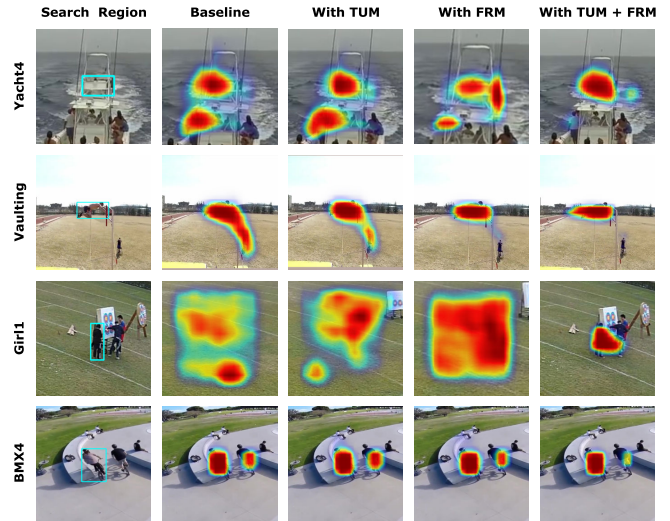 Search Region Baseline With TUM With FRM With TUM + FRM
Yacht4
Vaulting
Girl1
BMX4